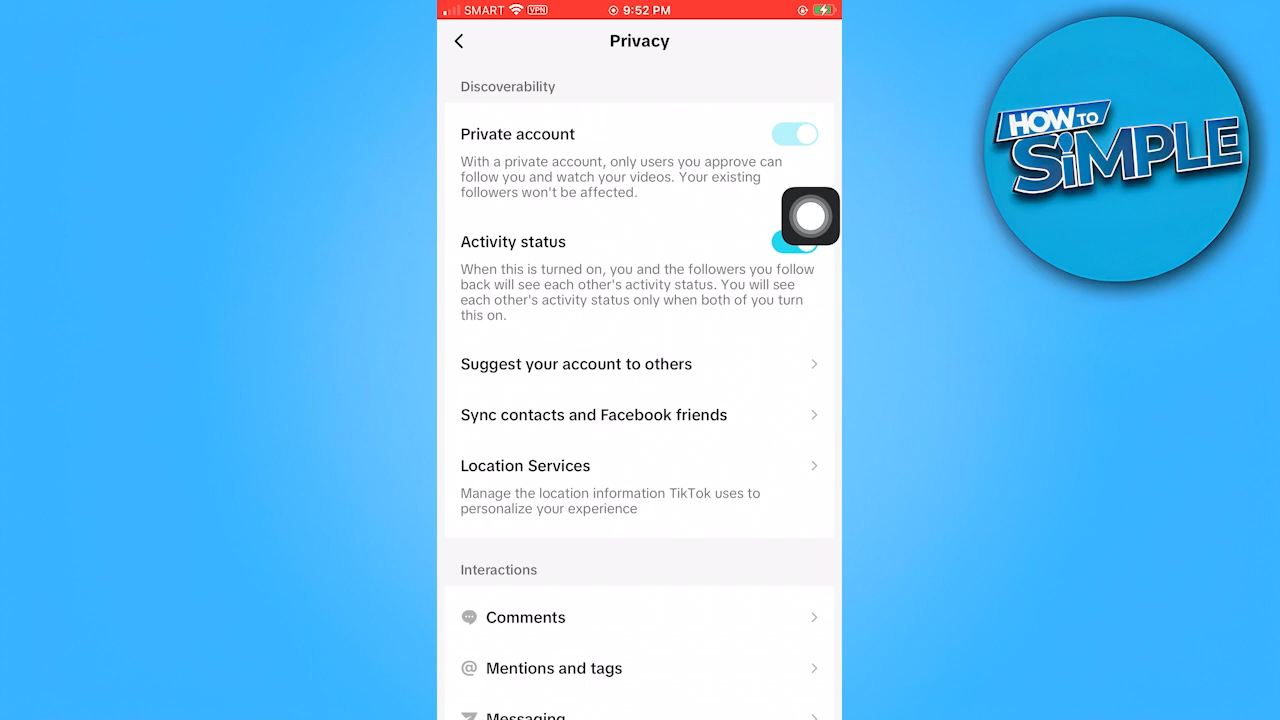 SMART VPN 9:52 PM
Privacy
HOW TO
SiMPLE
Discoverability
Private account
With a private account, only users you approve can
follow you and watch your videos. Your existing
followers won't be affected.
Activity status
When this is turned on, you and the followers you follow
back will see each other's activity status. You will see
each other's activity status only when both of you turn
this on.
Suggest your account to others
Sync contacts and Facebook friends
Location Services
Manage the location information TikTok uses to
personalize your experience
Interactions
Comments
@ Mentions and tags
Messaging